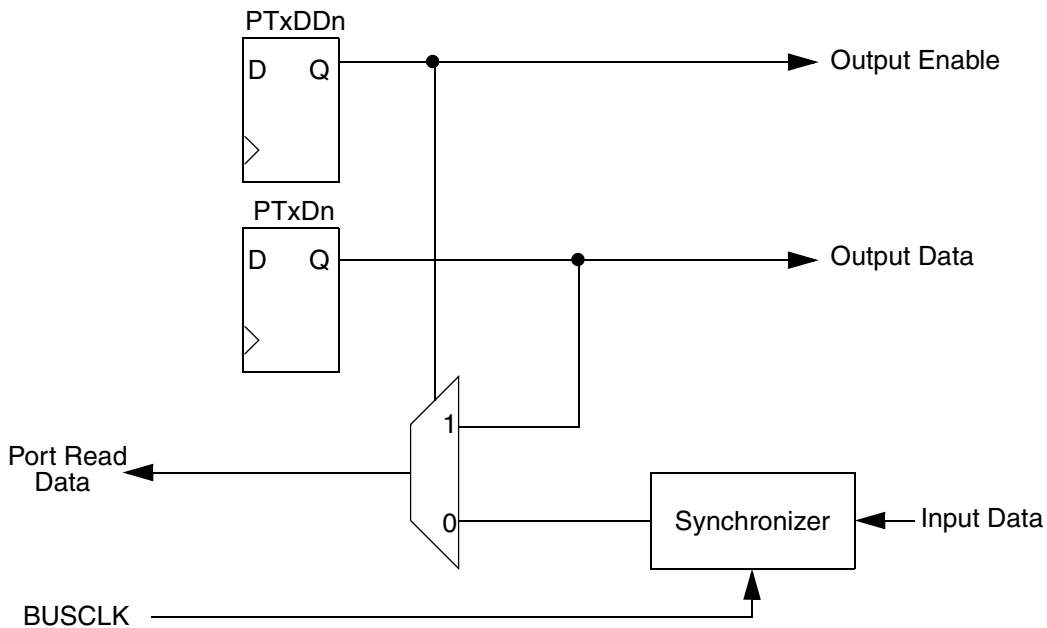 PTxDDn
D Q
Output Enable
PTxDn
D Q
Output Data
1
Port Read
Data
0
Synchronizer
Input Data
BUSCLK